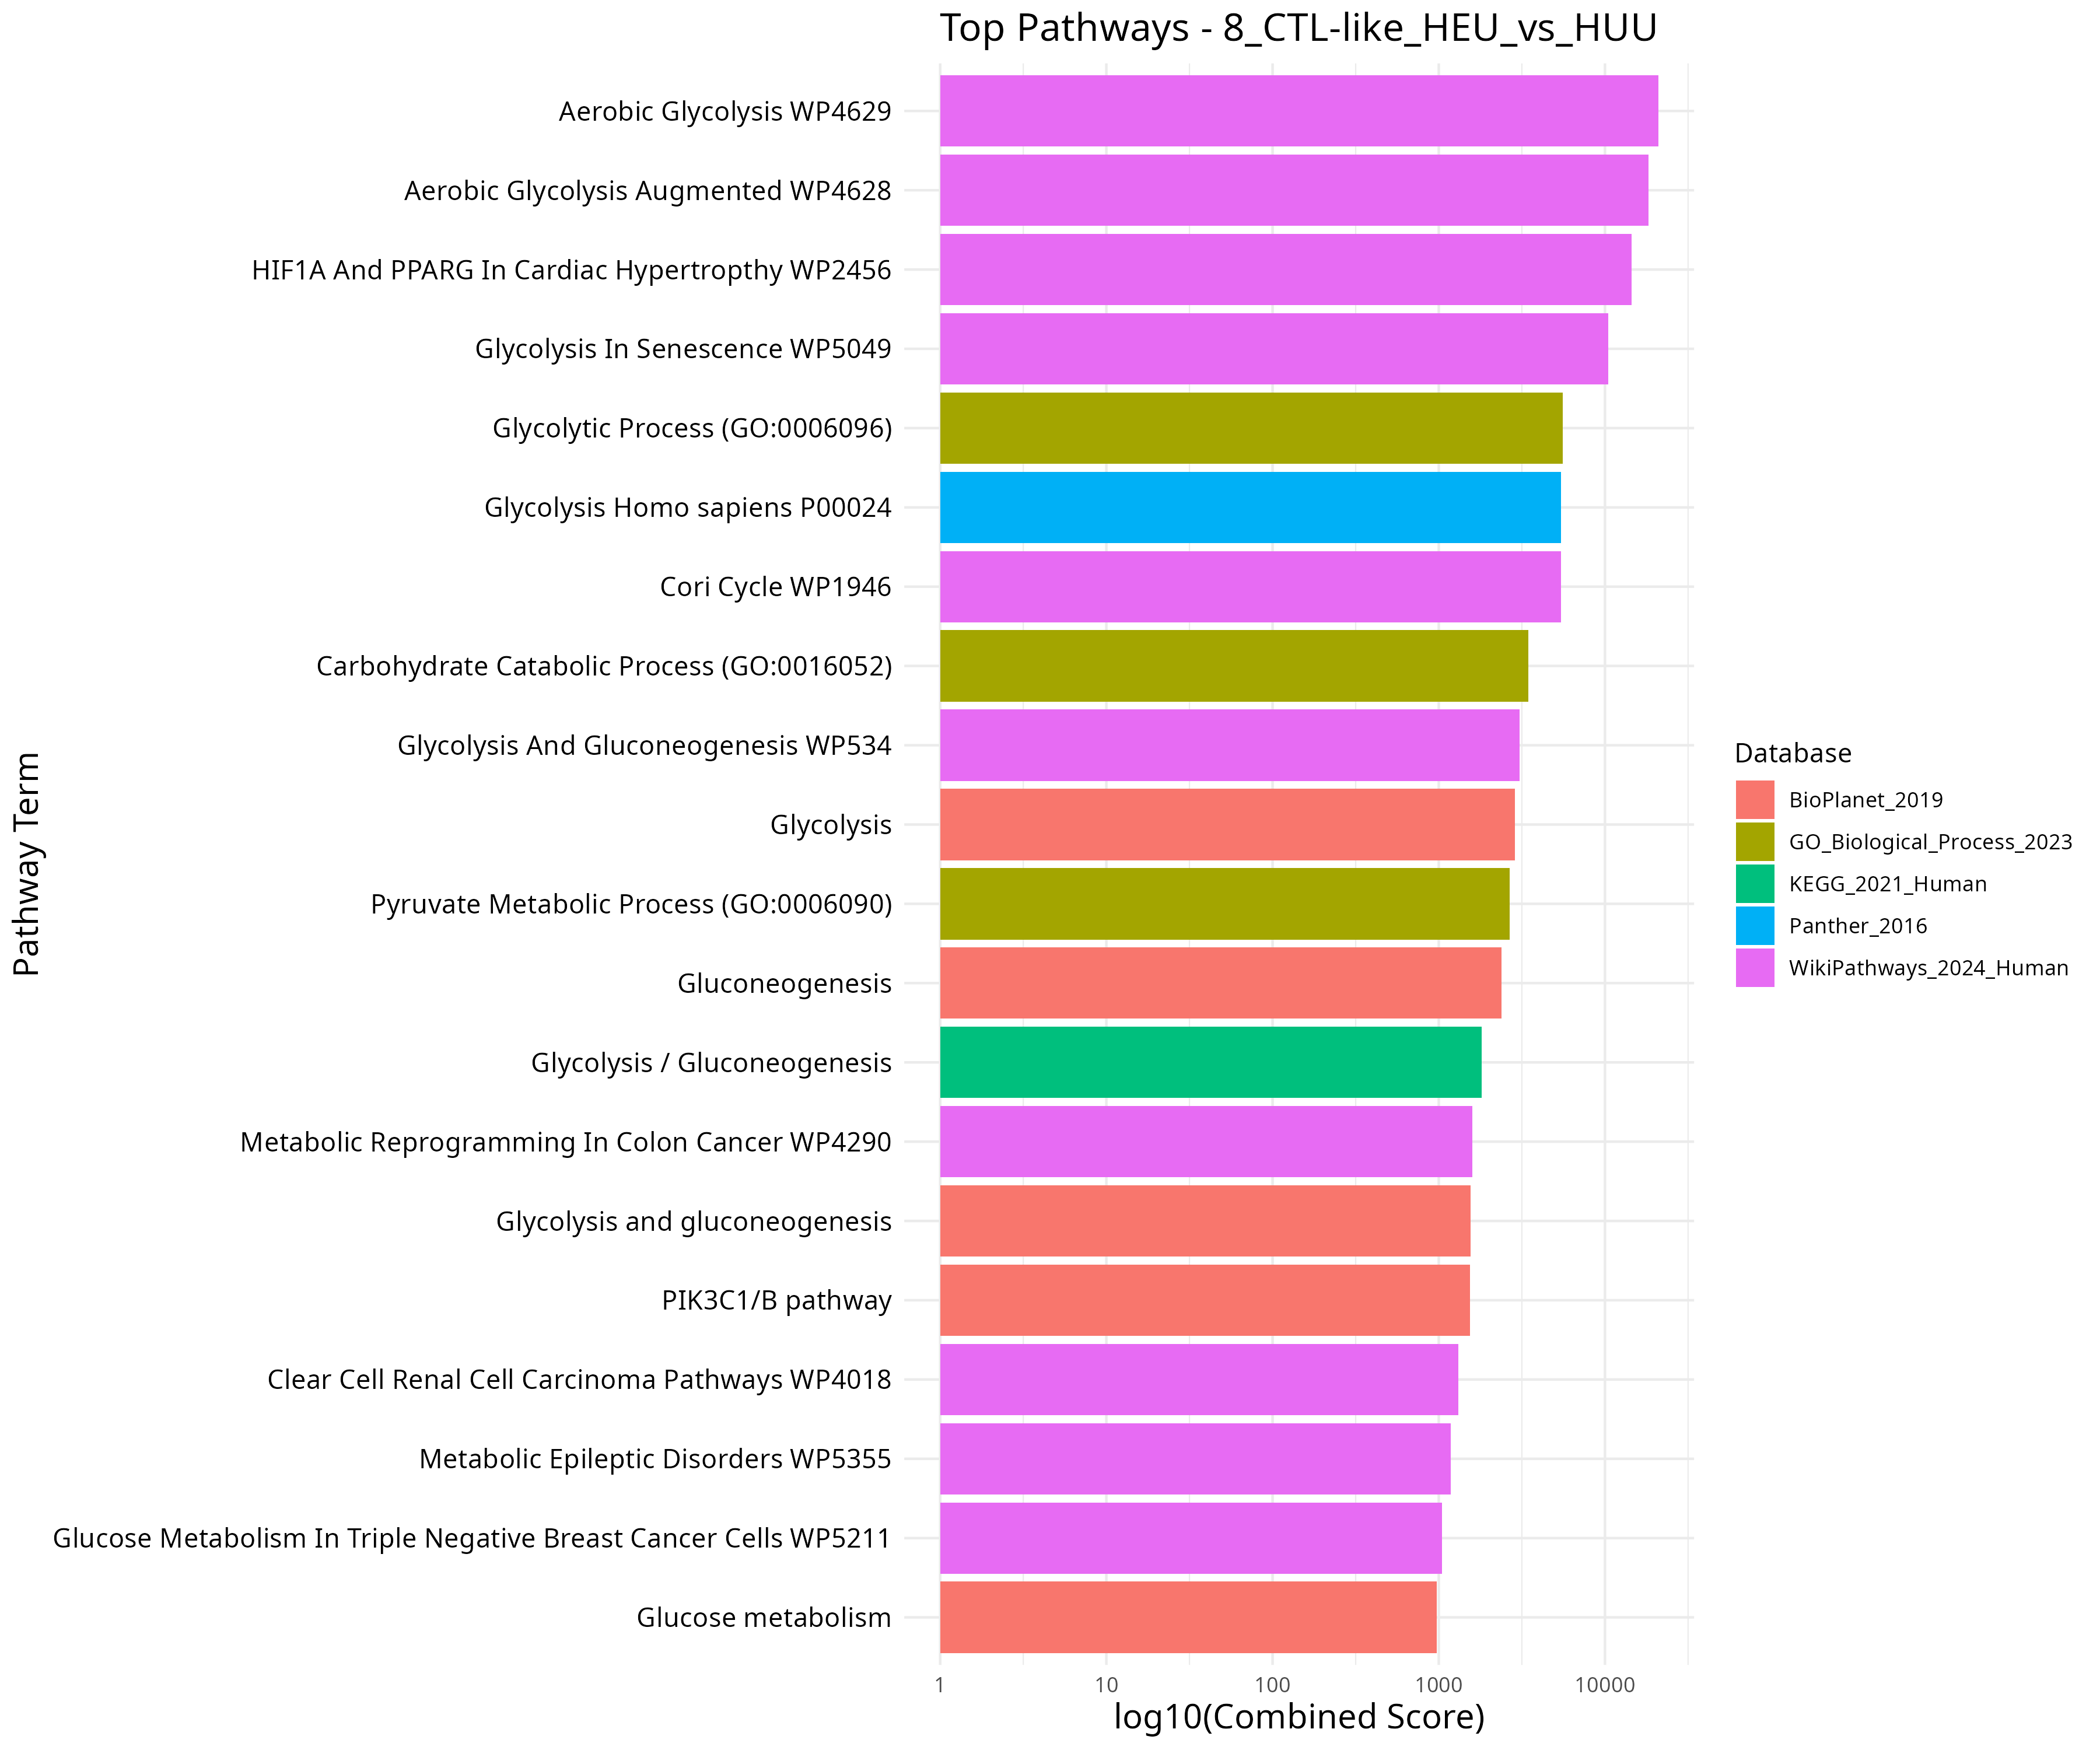 Top Pathways - 8_CTL-like_HEU_vs_HUU
Pathway Term
Aerobic Glycolysis WP4629
Aerobic Glycolysis Augmented WP4628
HIF1A And PPARG In Cardiac Hypertropthy WP2456
Glycolysis In Senescence WP5049
Glycolytic Process (GO:0006096)
Glycolysis Homo sapiens P00024
Cori Cycle WP1946
Carbohydrate Catabolic Process (GO:0016052)
Glycolysis And Gluconeogenesis WP534
Glycolysis
Pyruvate Metabolic Process (GO:0006090)
Gluconeogenesis
Glycolysis / Gluconeogenesis
Metabolic Reprogramming In Colon Cancer WP4290
Glycolysis and gluconeogenesis
PIK3C1/B pathway
Clear Cell Renal Cell Carcinoma Pathways WP4018
Metabolic Epileptic Disorders WP5355
Glucose Metabolism In Triple Negative Breast Cancer Cells WP5211
Glucose metabolism
1 10 100 1000 10000
log10(Combined Score)
Database
BioPlanet_2019
GO_Biological_Process_2023
KEGG_2021_Human
Panther_2016
WikiPathways_2024_Human